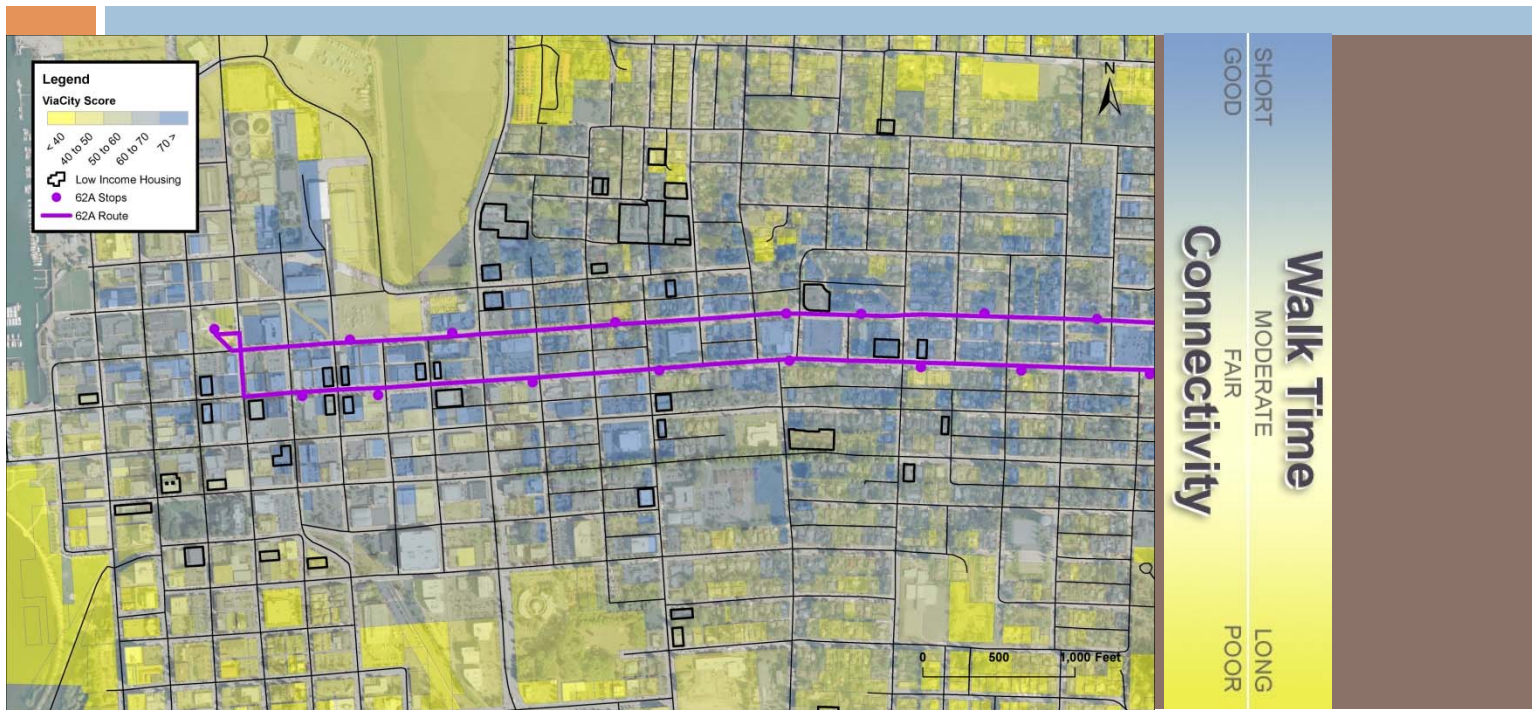 Legend
ViaCity Score
< 40
40 to 50
50 to 60
60 to 70
70 >
Low Income Housing
62A Stops
62A Route
N
0 500 1,000 Feet
Walk Time
SHORT MODERATE LONG
GOOD FAIR POOR
Connectivity